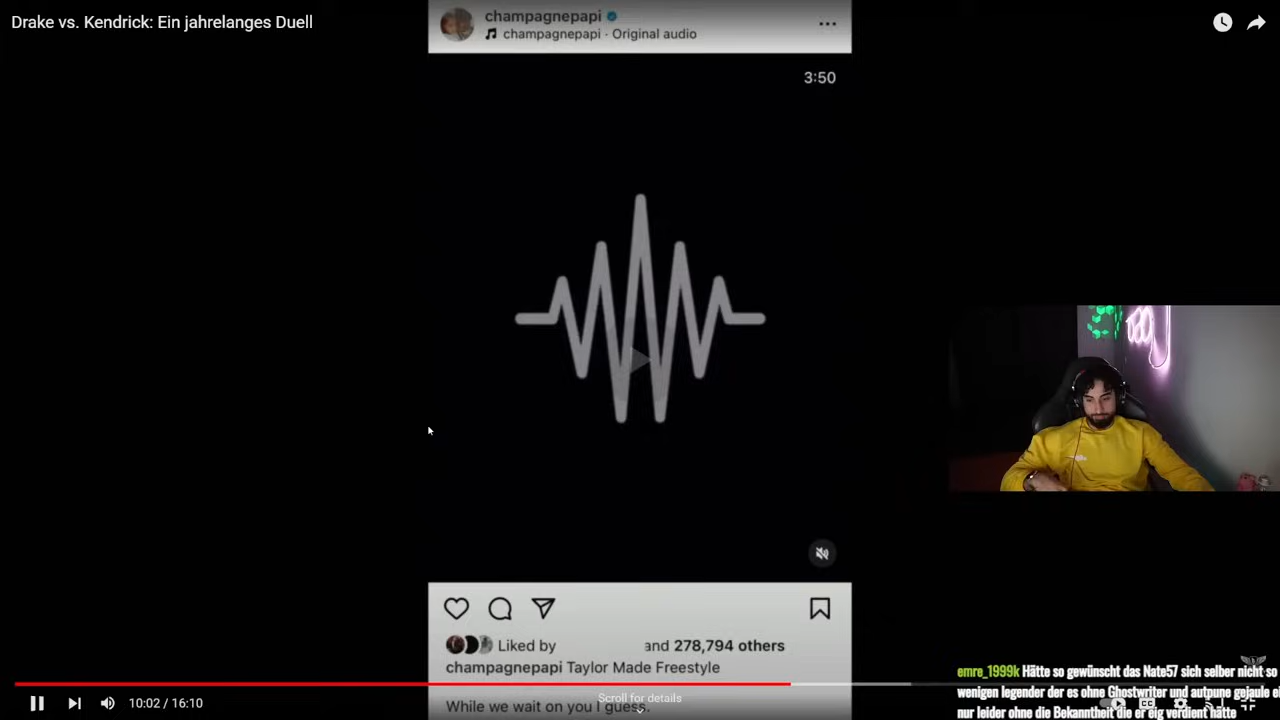 Drake vs. Kendrick: Ein jahrelanges Duell
champagnepapi
champagnepapi · Original audio
3:50
Liked by and 278,794 others
champagnepapi Taylor Made Freestyle
Scroll for details
While we wait on you I guess.
10:02 / 16:10
emre_1999k Hätte so gewünscht das Nate57 sich selber nicht so
wenigen legender der es ohne Ghostwriter und autpune gejaule ei
nur leider ohne die Bekanntheit die er eig verdient hätte